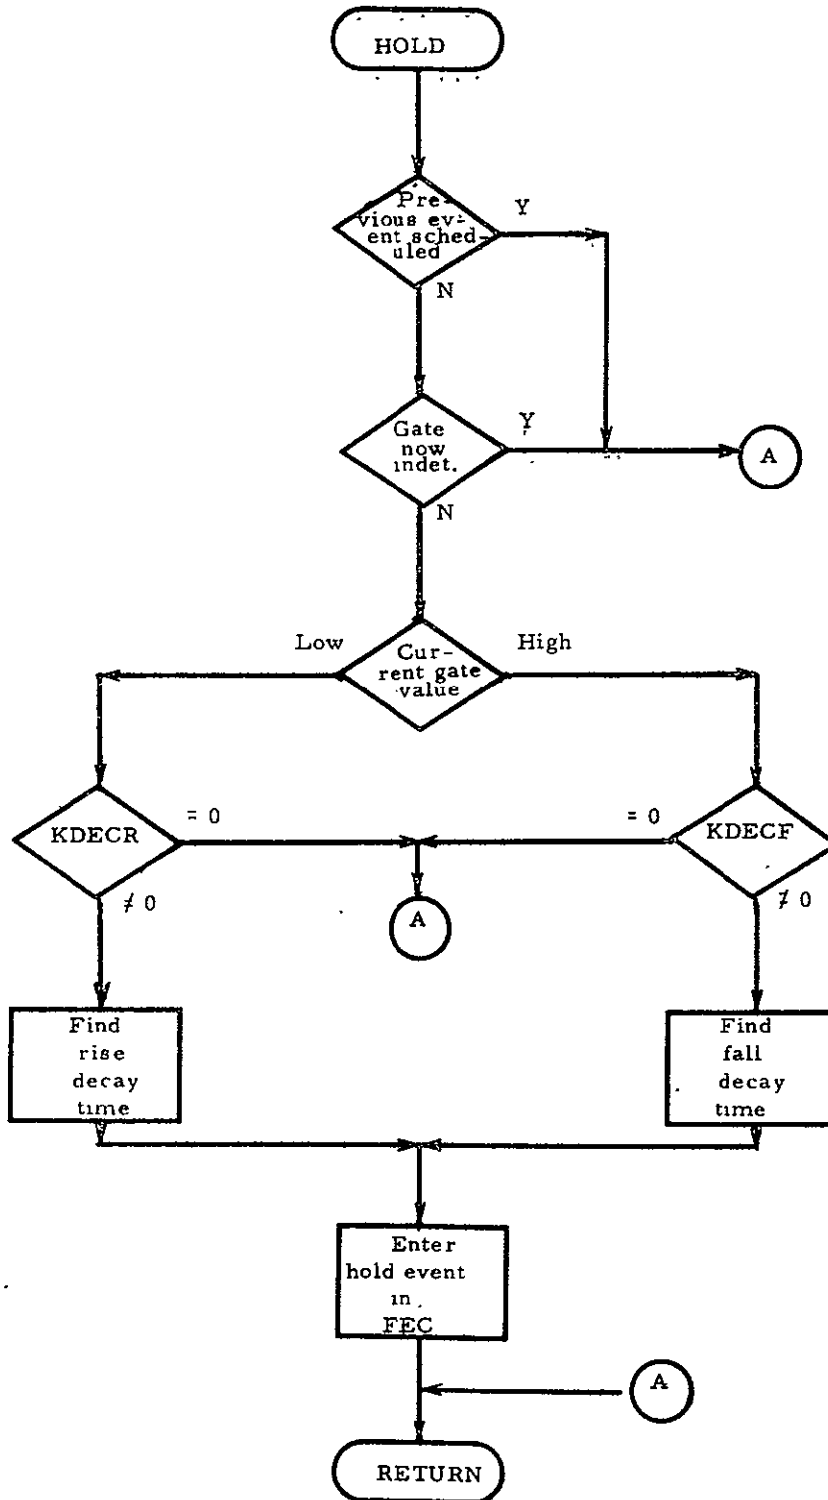 HOLD
Pre-
vious ev-
ent sched-
uled
Y
N
Gate
now
indet.
Y
A
N
Low
Cur-
rent gate
value
High
KDECR
= 0
= 0
KDECF
≠ 0
A
≠ 0
Find
rise
decay
time
Find
fall
decay
time
Enter
hold event
in
FEC
A
RETURN